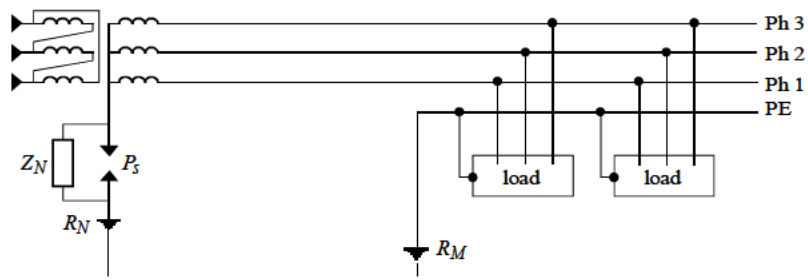 Ph 3
Ph 2
Ph 1
PE
Z_N
P_s
load
load
R_N
R_M